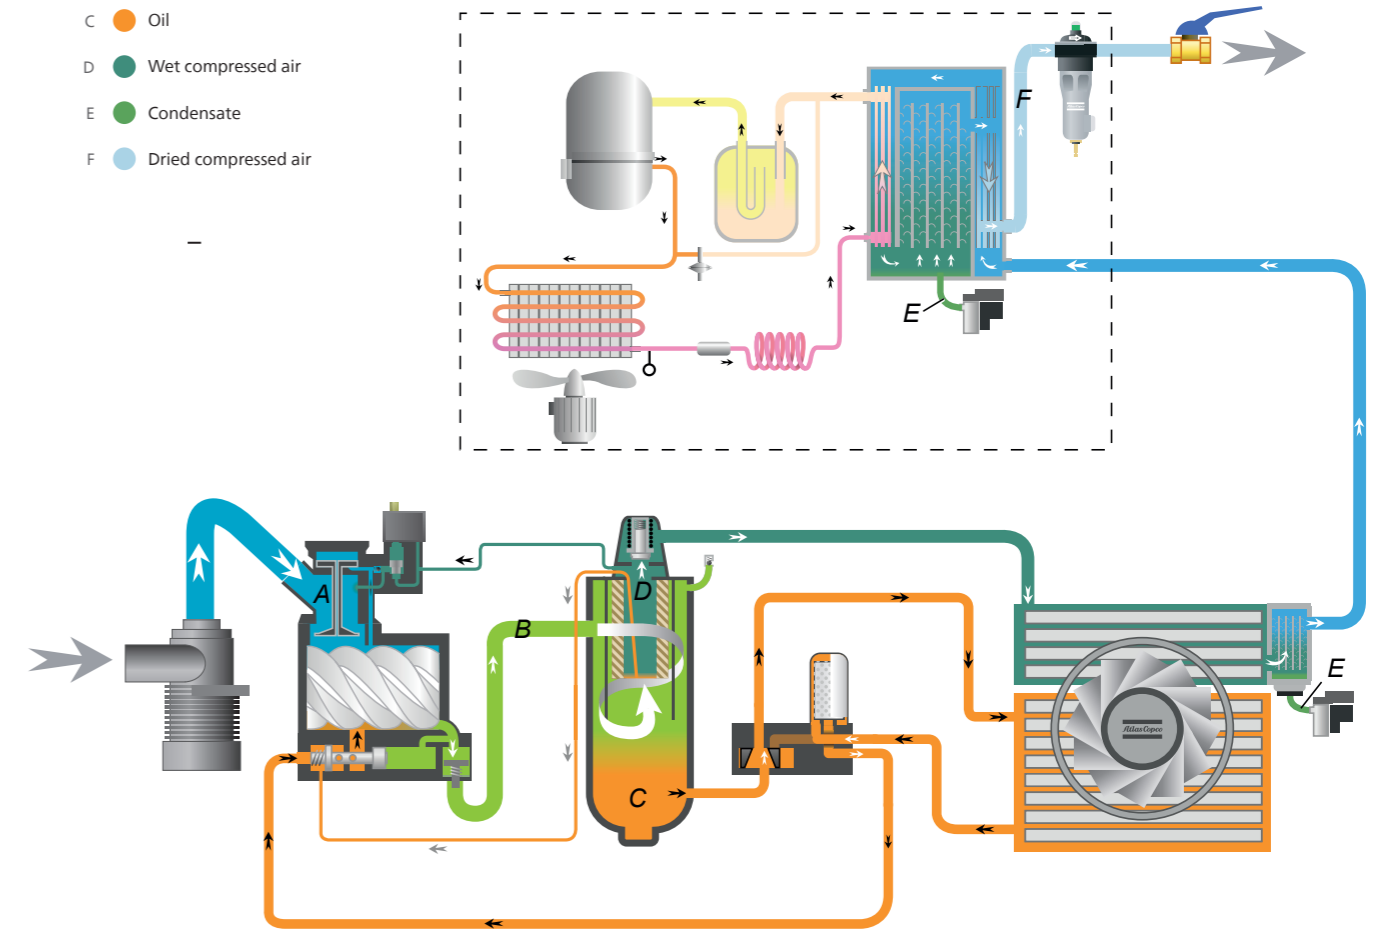 C Oil
D Wet compressed air
E Condensate
F Dried compressed air
–
F
E
A
B
D
C
E
Atlas Copco